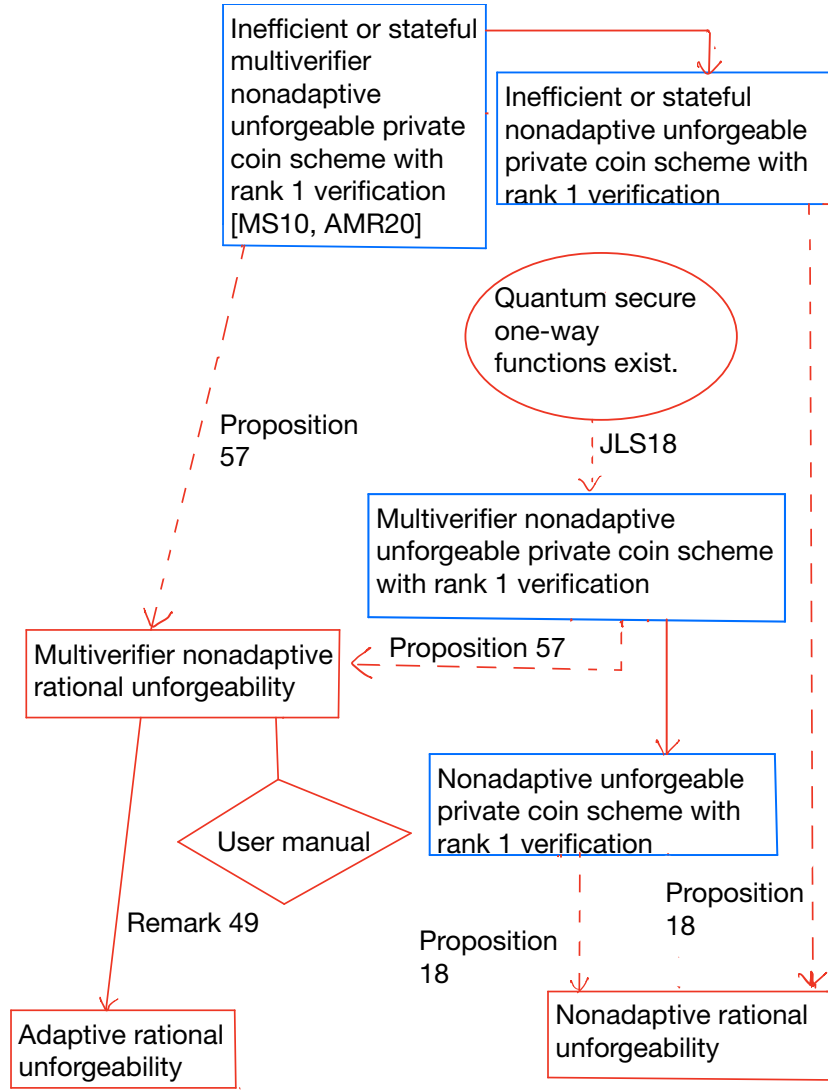 Inefficient or stateful
multiverifier
nonadaptive
unforgeable private
coin scheme with
rank 1 verification
[MS10, AMR20]
Inefficient or stateful
nonadaptive unforgeable
private coin scheme with
rank 1 verification
Quantum secure
one-way
functions exist.
Proposition
57
JLS18
Multiverifier nonadaptive
unforgeable private coin scheme
with rank 1 verification
Proposition 57
Multiverifier nonadaptive
rational unforgeability
Nonadaptive unforgeable
private coin scheme with
rank 1 verification
User manual
Remark 49
Proposition
18
Proposition
18
Adaptive rational
unforgeability
Nonadaptive rational
unforgeability